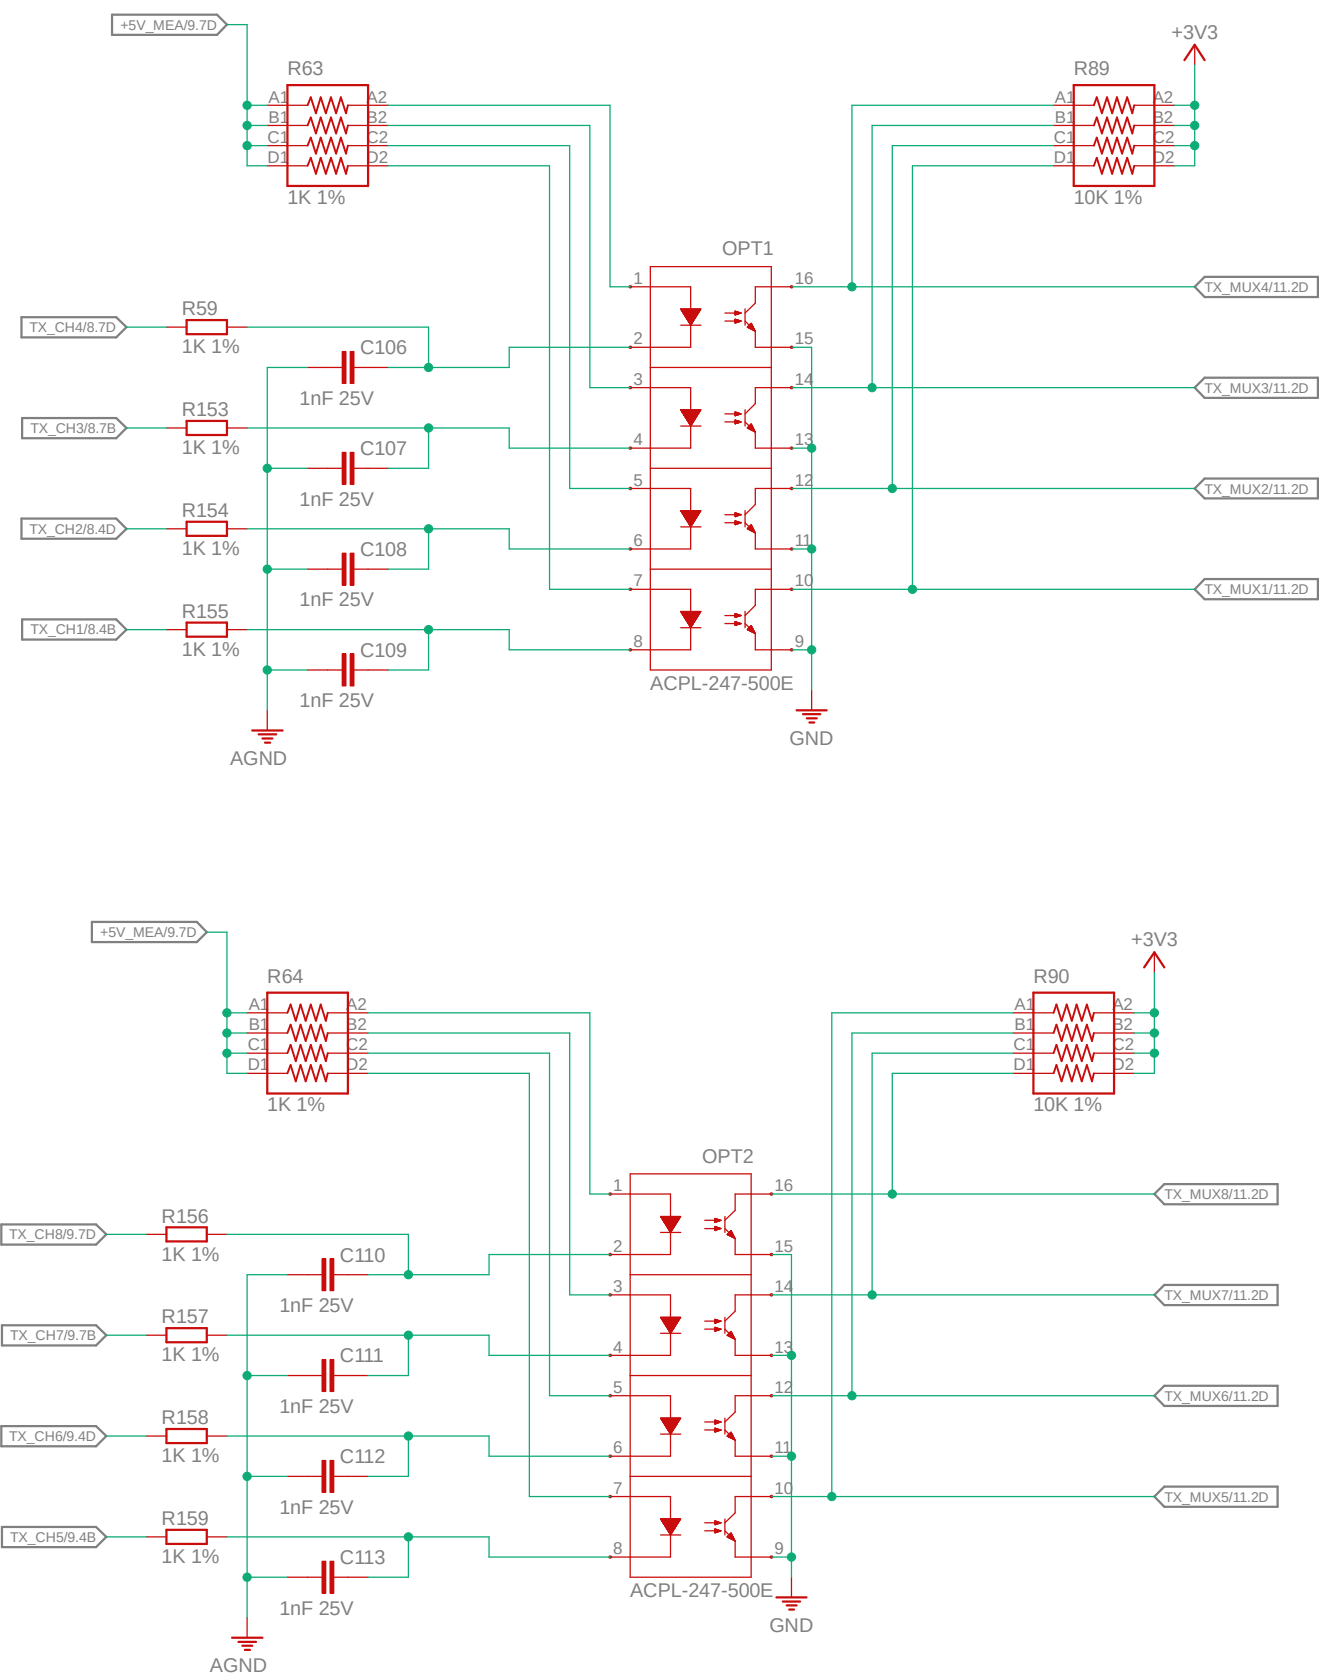 +5V_MEA/9.7D
+3V3
R63
R89
A1 A2 A1 A2
B1 B2 B1 B2
C1 C2 C1 C2
D1 D2 D1 D2
1K 1%
10K 1%
OPT1
1 16
TX_MUX4/11.2D
R59
TX_CH4/8.7D
1K 1%
C106
2 15
1nF 25V
3 14
TX_MUX3/11.2D
R153
TX_CH3/8.7B
1K 1%
C107
4 13
1nF 25V
5 12
TX_MUX2/11.2D
R154
TX_CH2/8.4D
1K 1%
C108
6 11
1nF 25V
7 10
TX_MUX1/11.2D
R155
TX_CH1/8.4B
1K 1%
C109
8 9
1nF 25V
ACPL-247-500E
GND
AGND
+5V_MEA/9.7D
+3V3
R64
R90
A1 A2 A1 A2
B1 B2 B1 B2
C1 C2 C1 C2
D1 D2 D1 D2
1K 1%
10K 1%
OPT2
1 16
TX_MUX8/11.2D
R156
TX_CH8/9.7D
1K 1%
C110
2 15
1nF 25V
3 14
TX_MUX7/11.2D
R157
TX_CH7/9.7B
1K 1%
C111
4 13
1nF 25V
5 12
TX_MUX6/11.2D
R158
TX_CH6/9.4D
1K 1%
C112
6 11
1nF 25V
7 10
TX_MUX5/11.2D
R159
TX_CH5/9.4B
1K 1%
C113
8 9
1nF 25V
ACPL-247-500E
GND
AGND